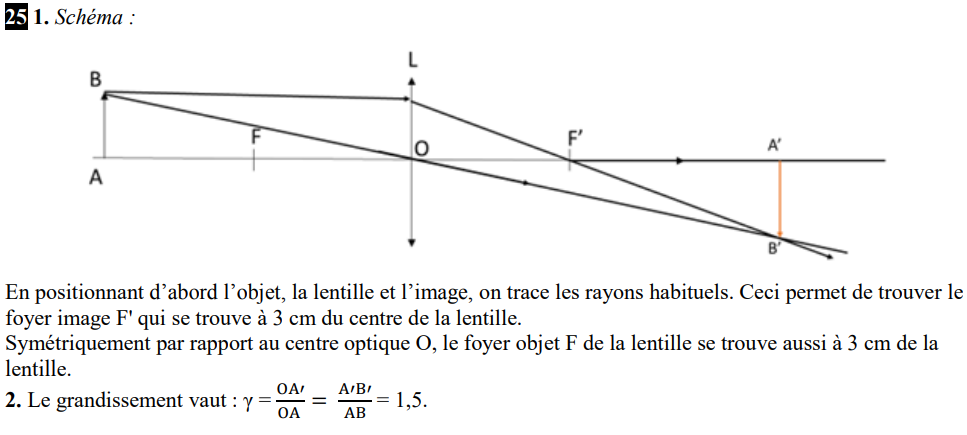 25 1. Schéma :
L
B
F
O
F'
A'
A
B'
En positionnant d'abord l'objet, la lentille et l'image, on trace les rayons habituels. Ceci permet de trouver le
foyer image F' qui se trouve à 3 cm du centre de la lentille.
Symétriquement par rapport au centre optique O, le foyer objet F de la lentille se trouve aussi à 3 cm de la
lentille.
2. Le grandissement vaut : γ = OA′/OA = A′B′/AB = 1,5.